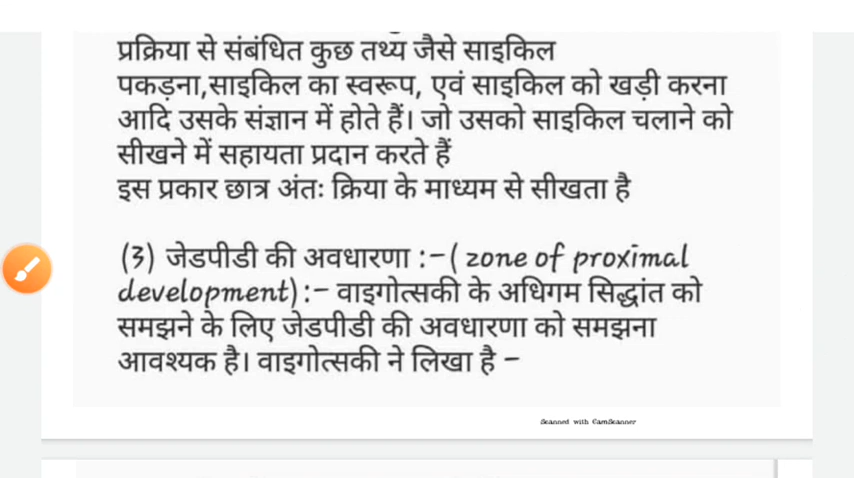 प्रक्रिया से संबंधित कुछ तथ्य जैसे साइकिल
पकड़ना,साइकिल का स्वरूप, एवं साइकिल को खड़ी करना
आदि उसके संज्ञान में होते हैं। जो उसको साइकिल चलाने को
सीखने में सहायता प्रदान करते हैं
इस प्रकार छात्र अंतः क्रिया के माध्यम से सीखता है
(3) जेडपीडी की अवधारणा :-( zone of proximal
development):- वाइगोत्सकी के अधिगम सिद्धांत को
समझने के लिए जेडपीडी की अवधारणा को समझना
आवश्यक है। वाइगोत्सकी ने लिखा है -
Scanned with CamScanner